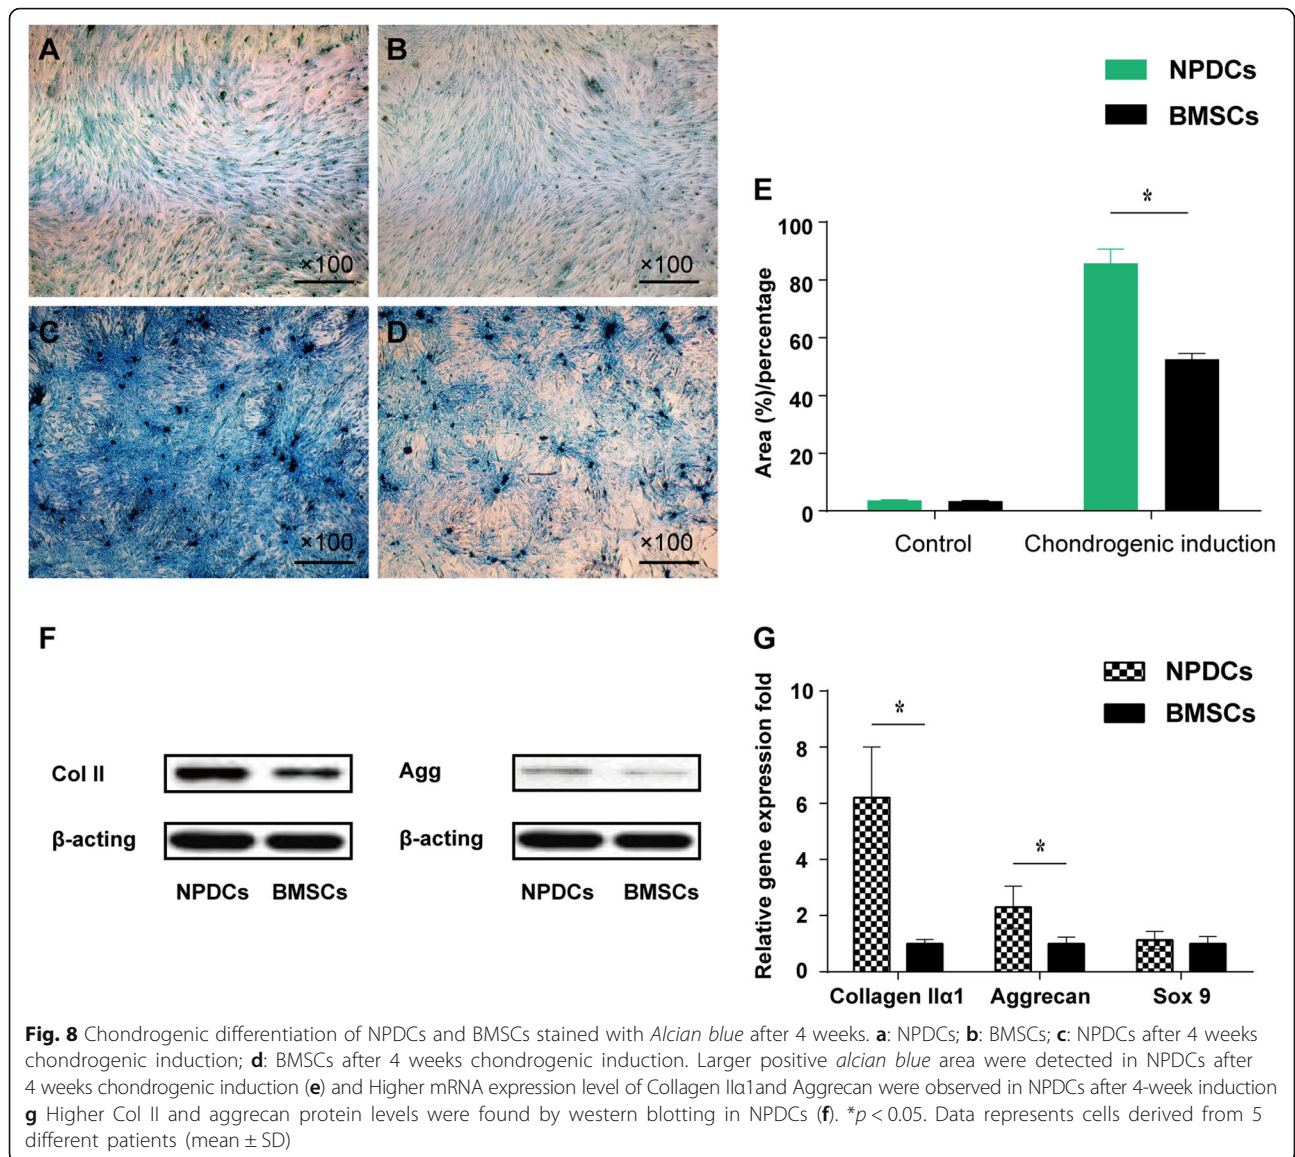 A
B
×100
×100
C
D
×100
×100
NPDCs
BMSCs
E
*
Area (%)/percentage
100
80
60
40
20
0
Control
Chondrogenic induction
F
Col II
Agg
β-acting
β-acting
NPDCs BMSCs
NPDCs BMSCs
G
NPDCs
BMSCs
Relative gene expression fold
10
8
6
4
2
0
*
*
Collagen IIα1
Aggrecan
Sox 9
Fig. 8 Chondrogenic differentiation of NPDCs and BMSCs stained with Alcian blue after 4 weeks. a: NPDCs; b: BMSCs; c: NPDCs after 4 weeks
chondrogenic induction; d: BMSCs after 4 weeks chondrogenic induction. Larger positive alcian blue area were detected in NPDCs after
4 weeks chondrogenic induction (e) and Higher mRNA expression level of Collagen IIα1and Aggrecan were observed in NPDCs after 4-week induction
g Higher Col II and aggrecan protein levels were found by western blotting in NPDCs (f). *p < 0.05. Data represents cells derived from 5
different patients (mean ± SD)